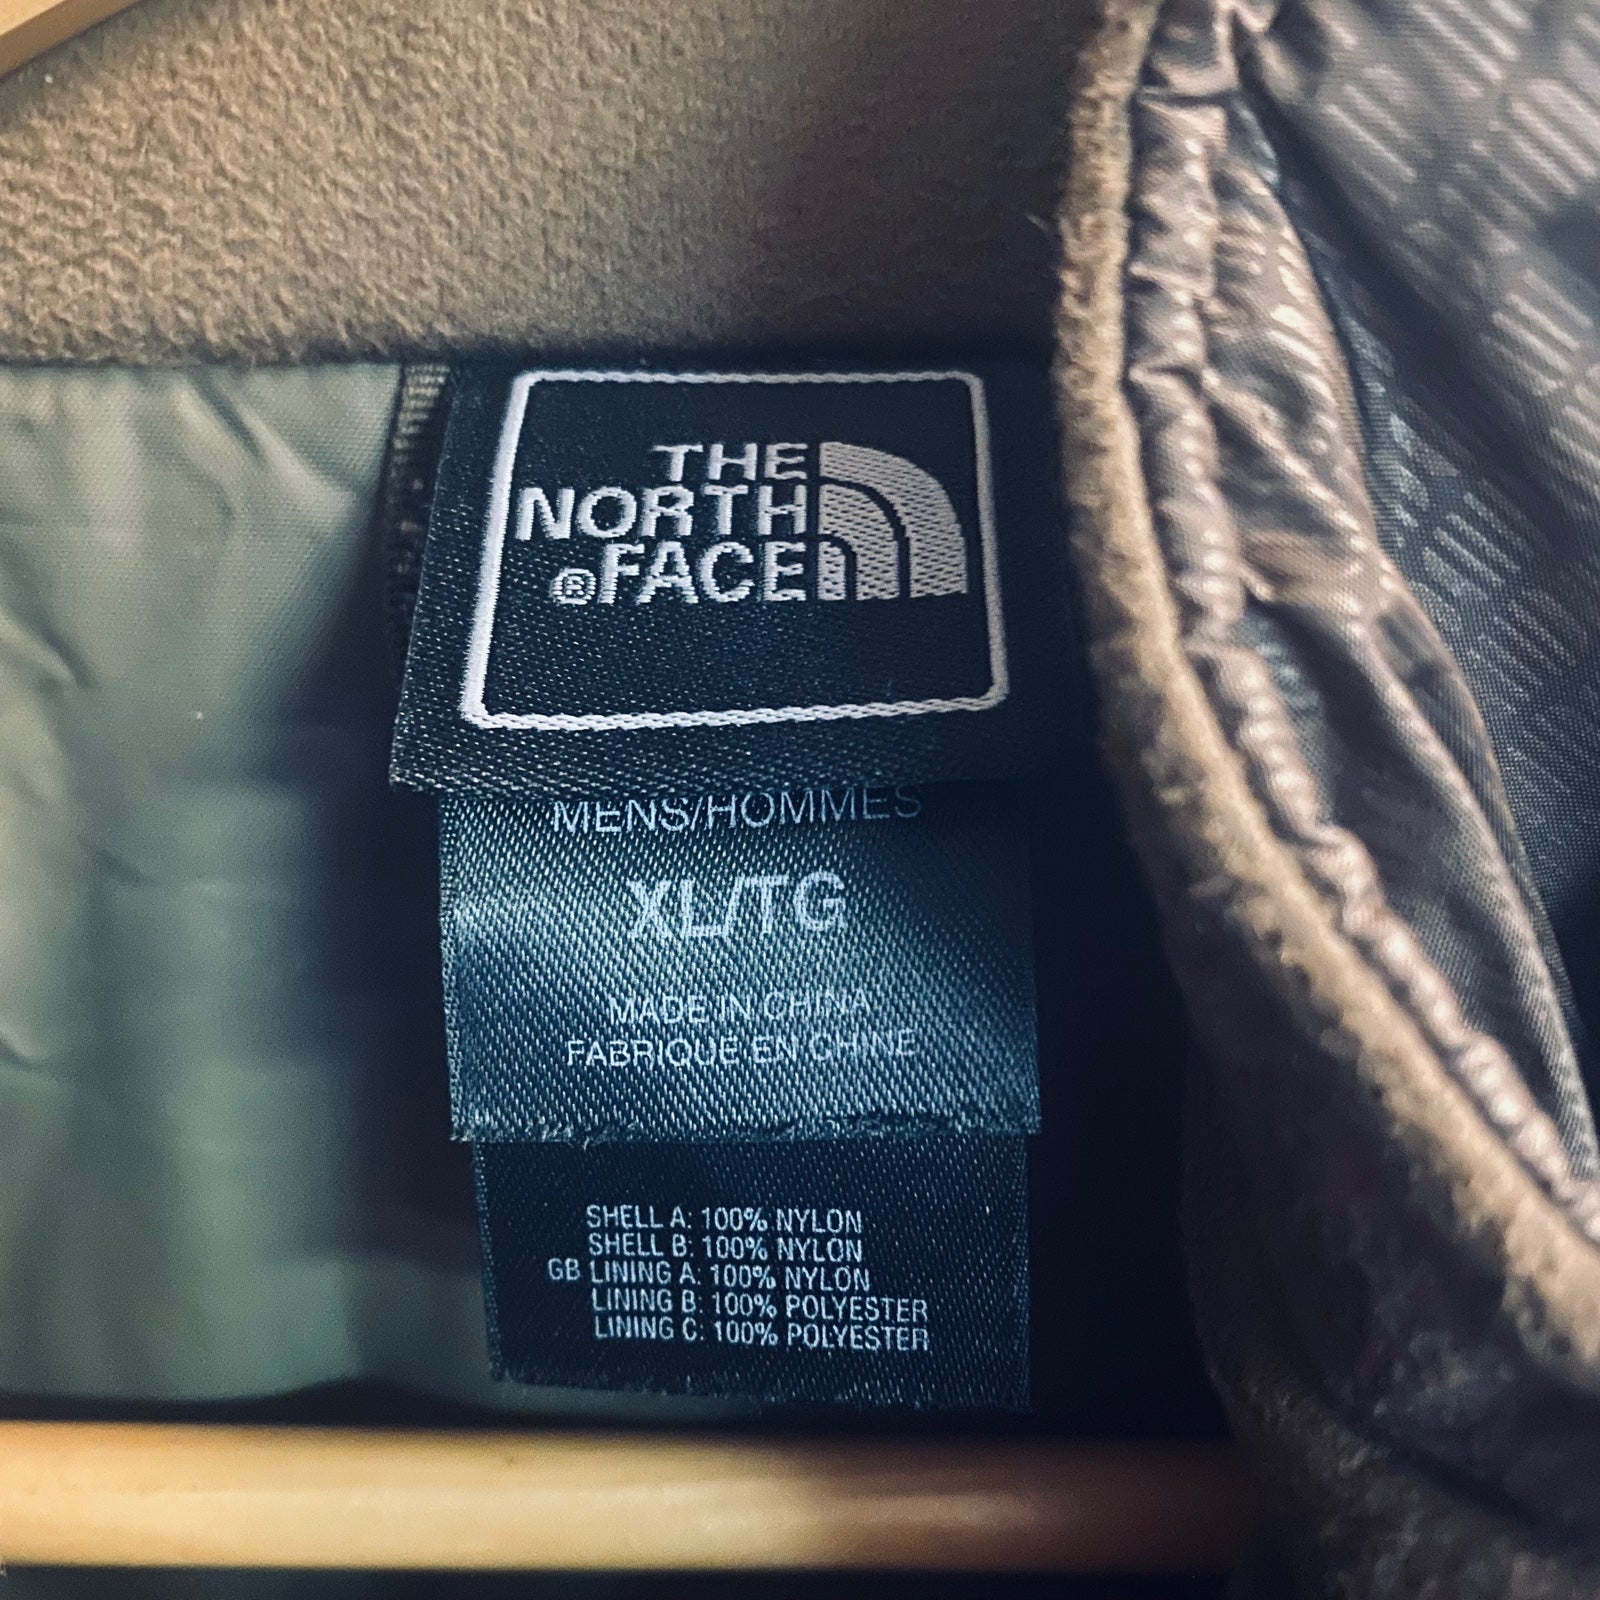 THE
NORTH
®FACE
MENS/HOMMES
XL/TG
MADE IN CHINA
FABRIQUE EN CHINE
SHELL A: 100% NYLON
SHELL B: 100% NYLON
GB LINING A: 100% NYLON
LINING B: 100% POLYESTER
LINING C: 100% POLYESTER